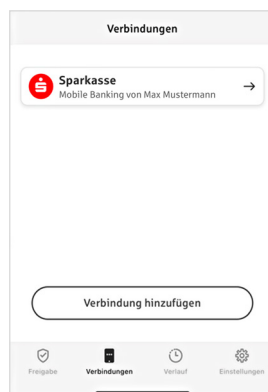 Verbindungen
Sparkasse
Mobile Banking von Max Mustermann
Verbindung hinzufügen
Freigabe Verbindungen Verlauf Einstellungen